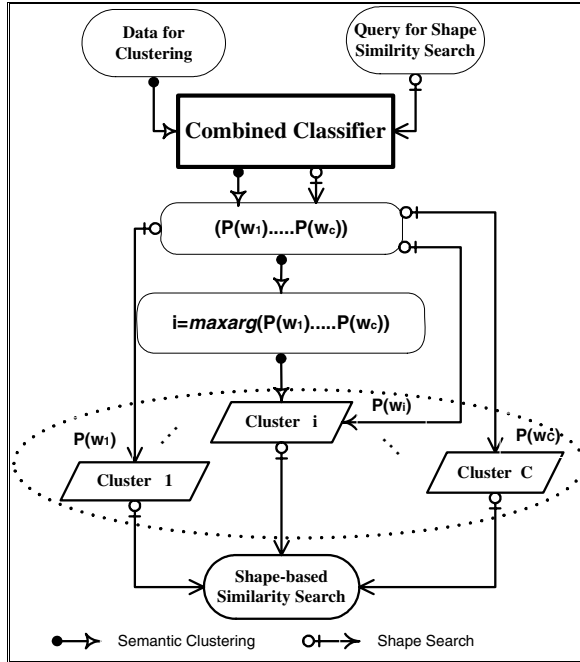 Data for
Clustering
Query for Shape
Similrity Search
Combined Classifier
(P(w1).....P(wc))
i=maxarg(P(w1).....P(wc))
P(w1)
Cluster 1
Cluster i
P(wi)
P(wc)
Cluster C
Shape-based
Similarity Search
Semantic Clustering
Shape Search